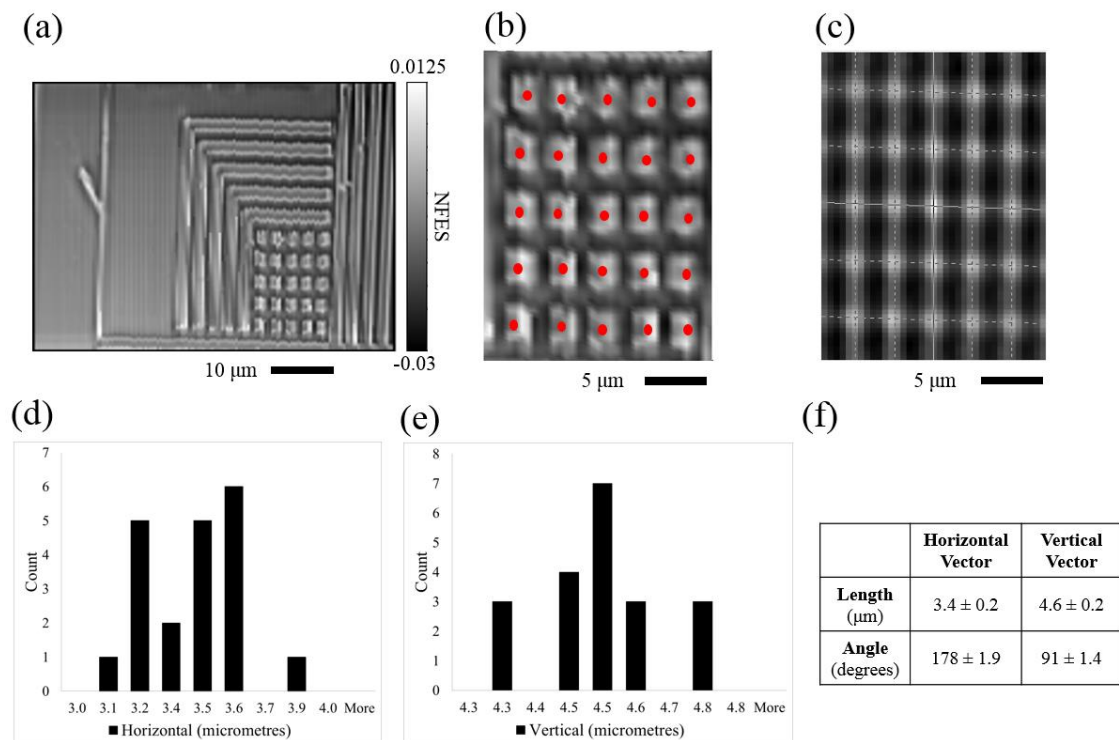 (a)
0.0125
NFES
-0.03
10 μm
(b)
5 μm
(c)
5 μm
(d)
7
6
5
4
3
2
1
0
Count
3.0 3.1 3.2 3.4 3.5 3.6 3.7 3.9 4.0 More
Horizontal (micrometres)
(e)
8
7
6
5
4
3
2
1
0
Count
4.3 4.3 4.4 4.5 4.5 4.6 4.7 4.8 4.8 More
Vertical (micrometres)
(f)
Horizontal Vertical
Vector Vector
Length
(μm) 3.4 ± 0.2 4.6 ± 0.2
Angle
(degrees) 178 ± 1.9 91 ± 1.4